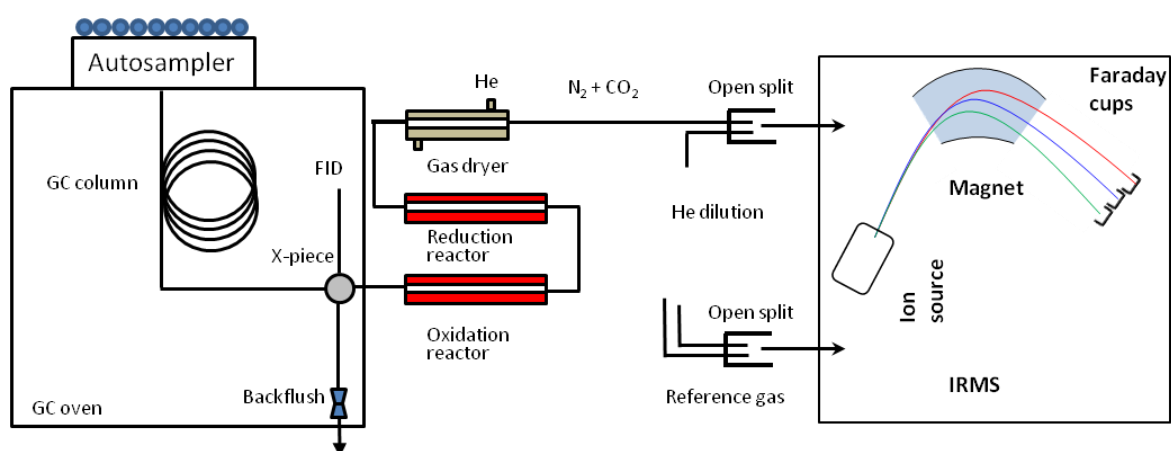 Autosampler
GC column
FID
X-piece
Backflush
GC oven
He
Gas dryer
Reduction
reactor
Oxidation
reactor
N₂ + CO₂
Open split
He dilution
Open split
Reference gas
Faraday
cups
Magnet
Ion
source
IRMS